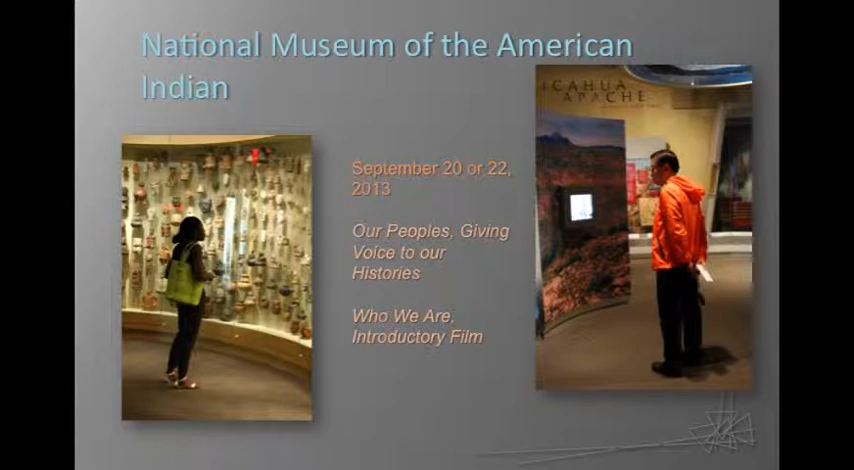 National Museum of the American
Indian
ICAHUA
APACHE
September 20 or 22,
2013
Our Peoples, Giving
Voice to our
Histories
Who We Are,
Introductory Film